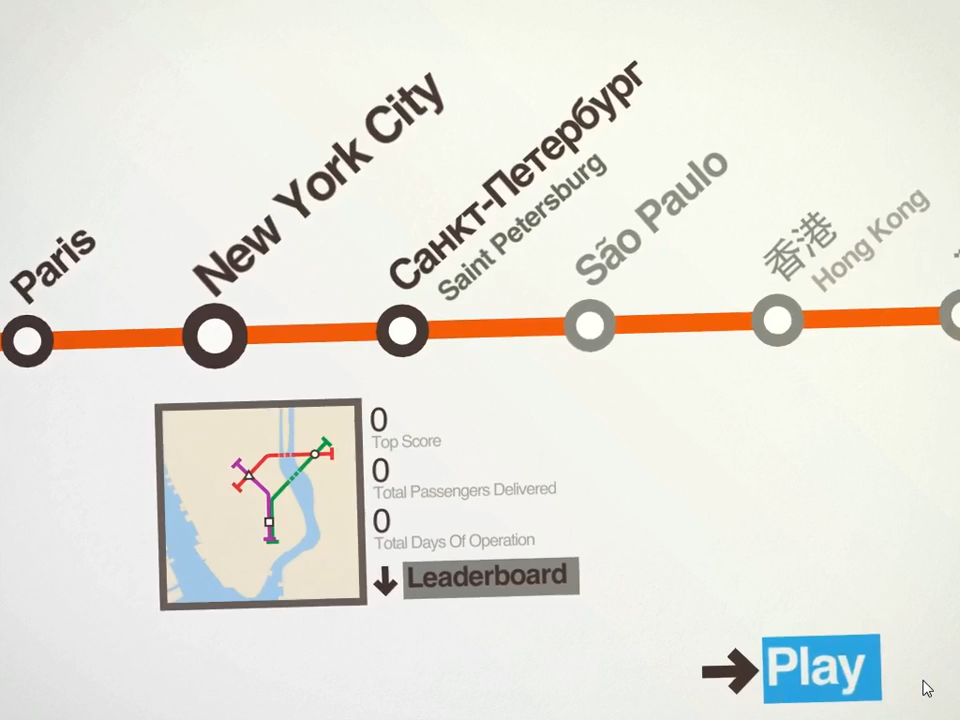 Paris
New York City
Санкт-Петербург
Saint Petersburg
São Paulo
香港
Hong Kong
0
Top Score
0
Total Passengers Delivered
0
Total Days Of Operation
Leaderboard
Play